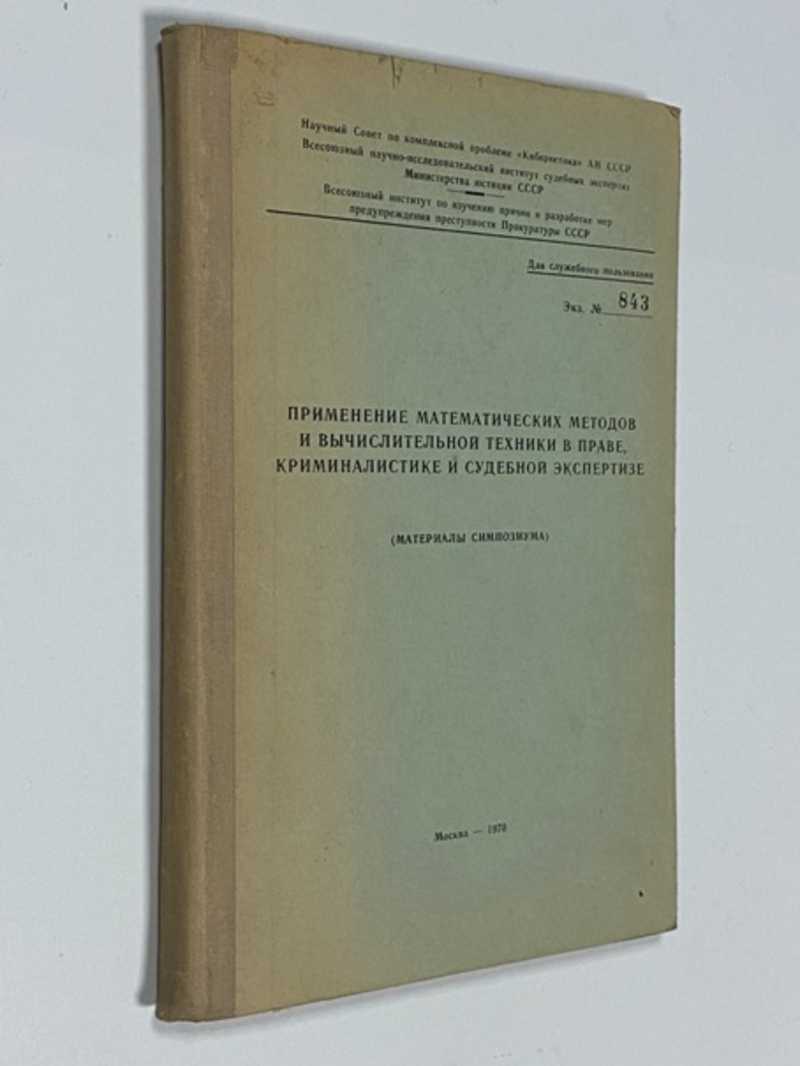 Научный Совет по комплексной проблеме «Кибернетика» АН СССР
Всесоюзный научно-исследовательский институт судебных экспертиз
Министерства юстиции СССР
Всесоюзный институт по изучению причин и разработке мер
предупреждения преступности Прокуратуры СССР
Для служебного пользования
Экз. № 843
ПРИМЕНЕНИЕ МАТЕМАТИЧЕСКИХ МЕТОДОВ
И ВЫЧИСЛИТЕЛЬНОЙ ТЕХНИКИ В ПРАВЕ,
КРИМИНАЛИСТИКЕ И СУДЕБНОЙ ЭКСПЕРТИЗЕ
(МАТЕРИАЛЫ СИМПОЗИУМА)
Москва — 1970